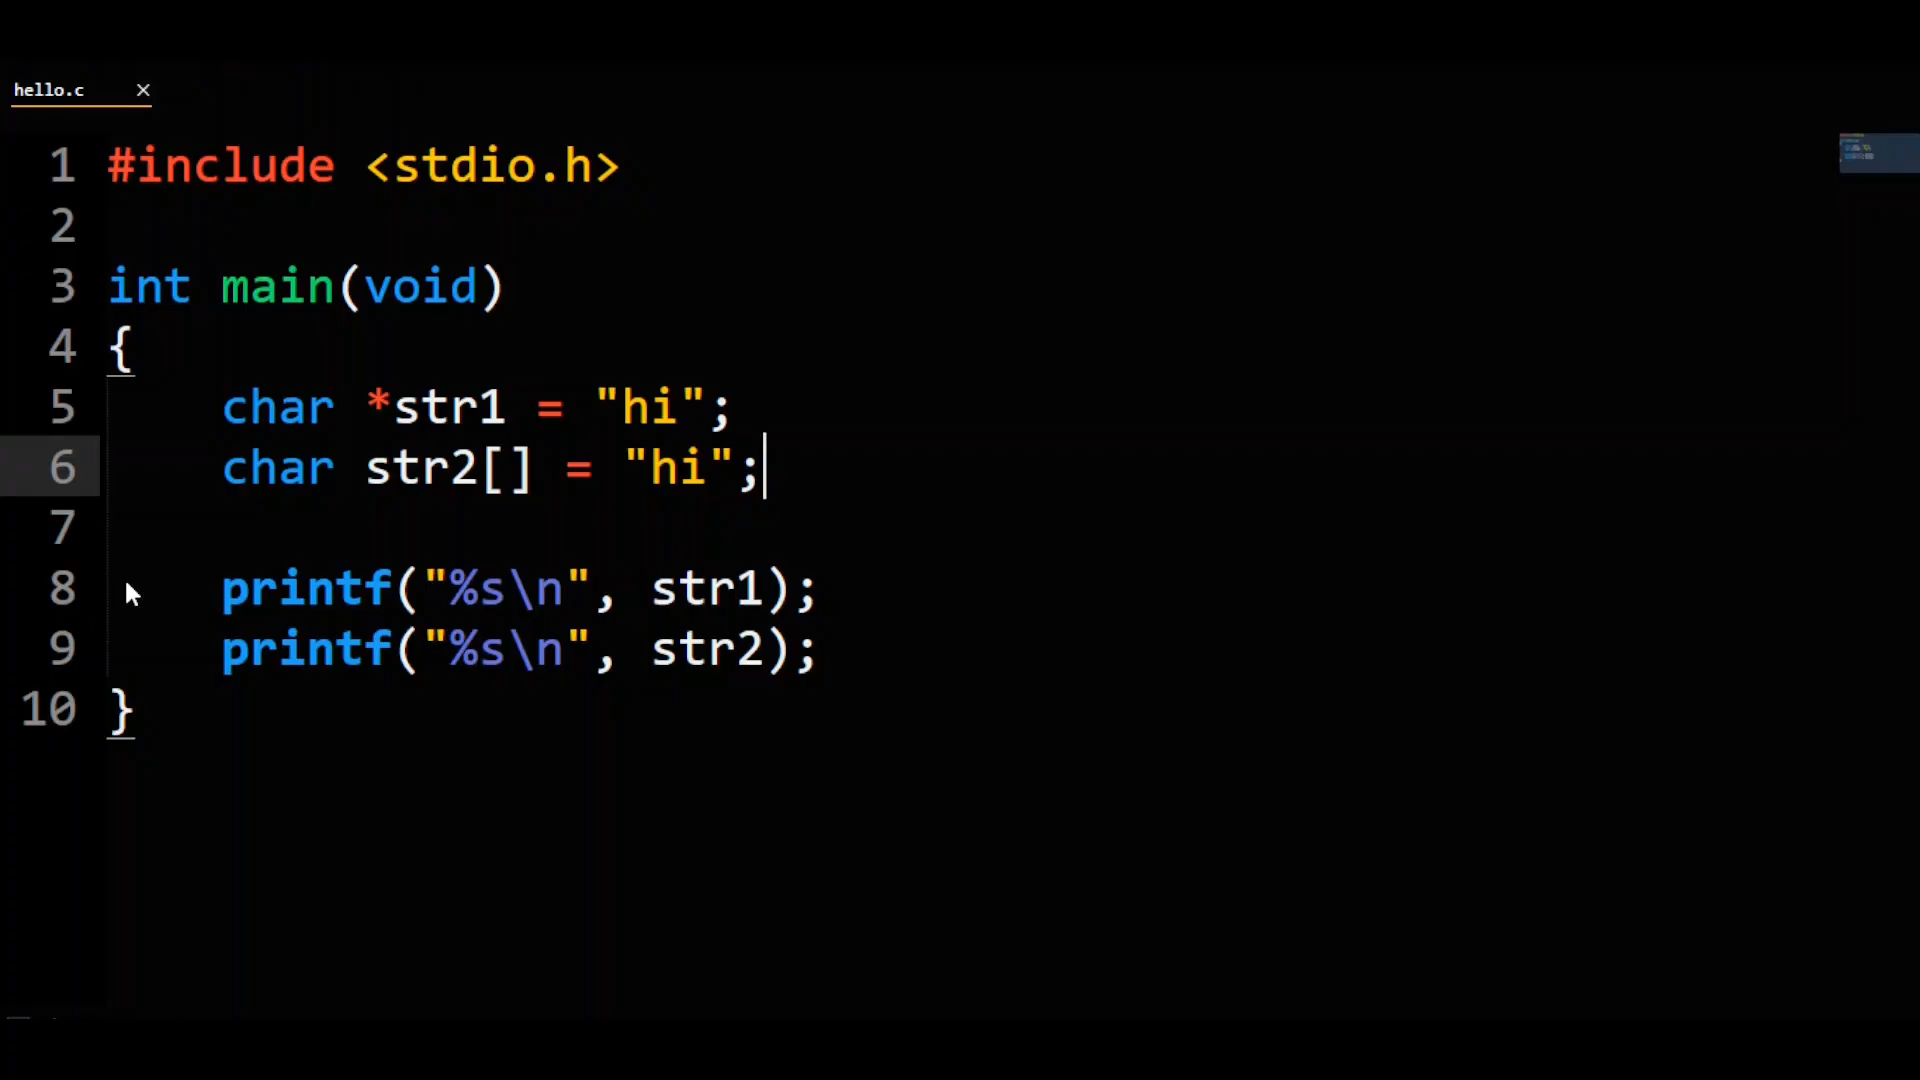 hello.c ×
1 #include <stdio.h>
2
3 int main(void)
4 {
5     char *str1 = "hi";
6     char str2[] = "hi";
7
8     printf("%s\n", str1);
9     printf("%s\n", str2);
10 }